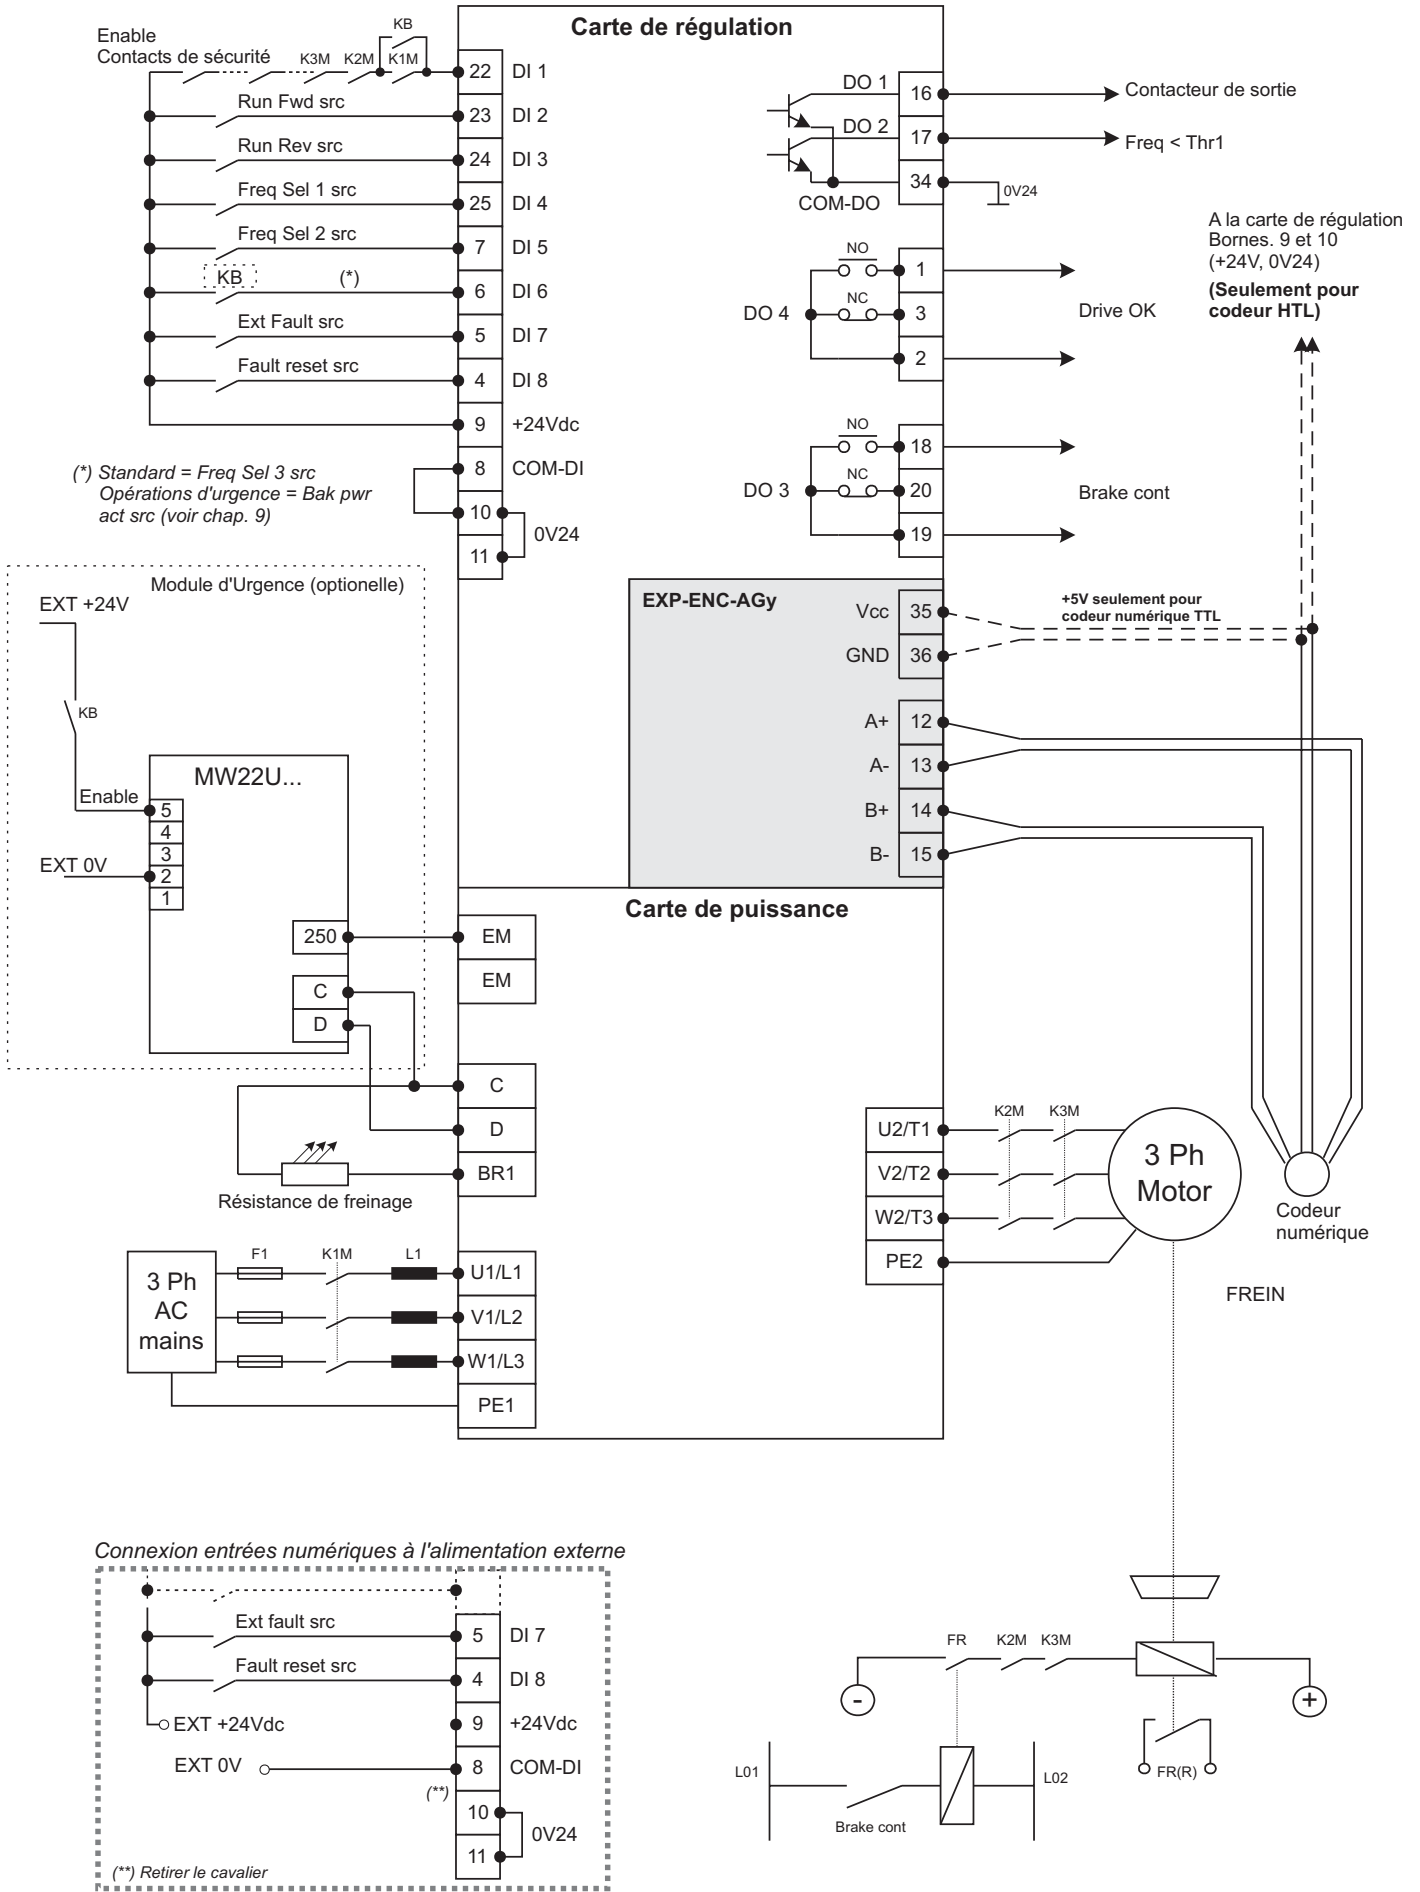 Carte de régulation
Enable
Contacts de sécurité
K3M
K2M
K1M
KB
22
DI 1
Run Fwd src
23
DI 2
Run Rev src
24
DI 3
Freq Sel 1 src
25
DI 4
Freq Sel 2 src
7
DI 5
KB
(*)
6
DI 6
Ext Fault src
5
DI 7
Fault reset src
4
DI 8
9
+24Vdc
8
COM-DI
10
11
0V24
(*) Standard = Freq Sel 3 src
Opérations d'urgence = Bak pwr
act src (voir chap. 9)
DO 1
16
Contacteur de sortie
DO 2
17
Freq < Thr1
34
COM-DO
0V24
NO
1
DO 4
NC
3
Drive OK
2
NO
18
DO 3
NC
20
Brake cont
19
A la carte de régulation
Bornes. 9 et 10
(+24V, 0V24)
(Seulement pour
codeur HTL)
EXP-ENC-AGy
Vcc
35
GND
36
+5V seulement pour
codeur numérique TTL
A+
12
A-
13
B+
14
B-
15
Module d'Urgence (optionelle)
EXT +24V
KB
MW22U...
Enable
5
4
3
EXT 0V
2
1
250
C
D
Carte de puissance
EM
EM
C
D
BR1
Résistance de freinage
3 Ph
AC
mains
F1
K1M
L1
U1/L1
V1/L2
W1/L3
PE1
U2/T1
V2/T2
W2/T3
PE2
K2M
K3M
3 Ph
Motor
Codeur
numérique
FREIN
Connexion entrées numériques à l'alimentation externe
Ext fault src
5
DI 7
Fault reset src
4
DI 8
EXT +24Vdc
9
+24Vdc
EXT 0V
8
COM-DI
(**)
10
11
0V24
(**) Retirer le cavalier
FR
K2M
K3M
-
+
L01
Brake cont
L02
FR(R)